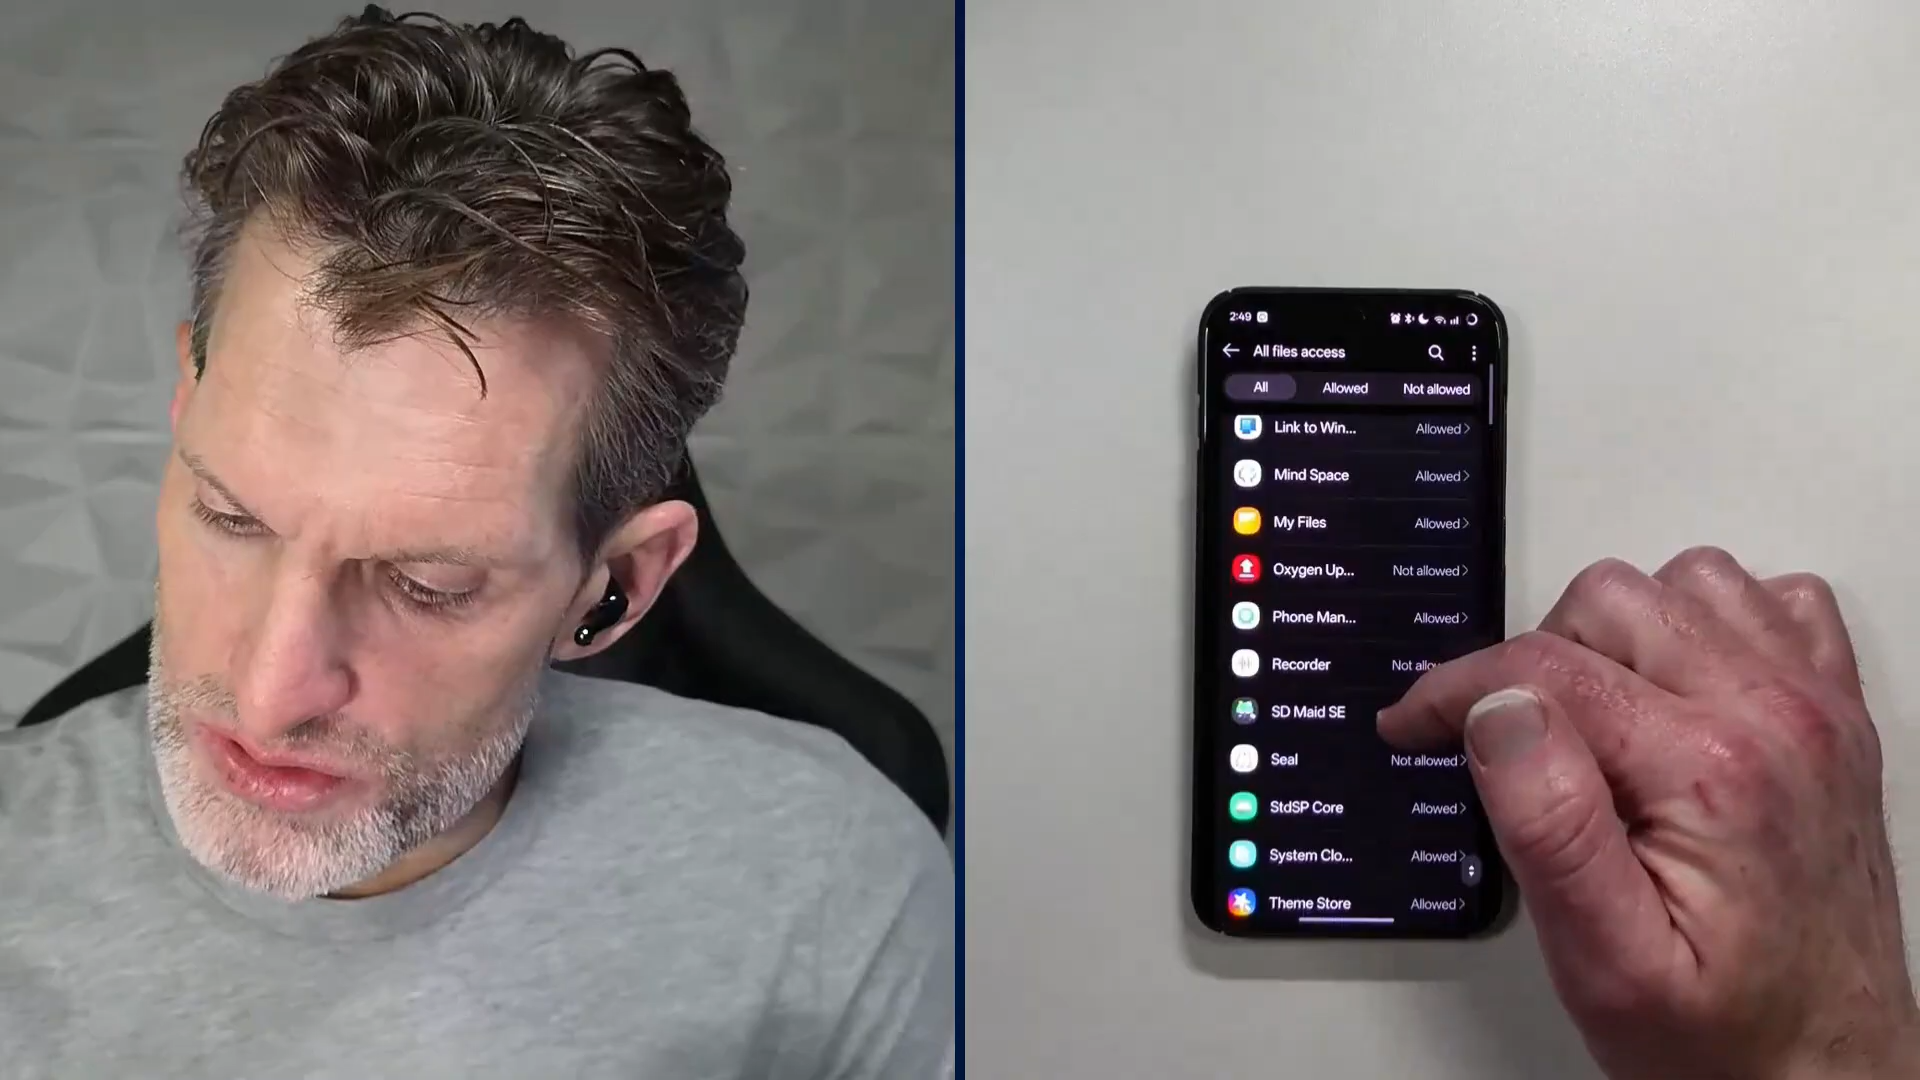 2:49
All files access
All Allowed Not allowed
Link to Win... Allowed
Mind Space Allowed
My Files Allowed
Oxygen Up... Not allowed
Phone Man... Allowed
Recorder Not allow
SD Maid SE
Seal Not allowed
StdSP Core Allowed
System Clo... Allowed
Theme Store Allowed